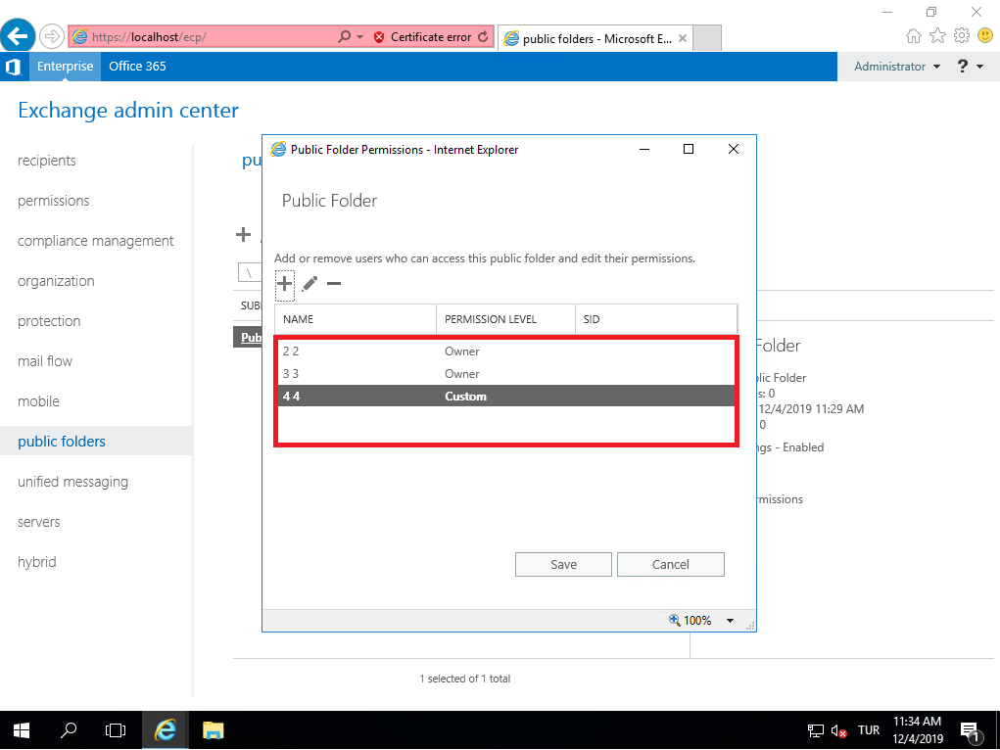 https://localhost/ecp/
Certificate error
public folders - Microsoft E...
Enterprise
Office 365
Administrator
?
Exchange admin center
recipients
permissions
compliance management
organization
protection
mail flow
mobile
public folders
unified messaging
servers
hybrid
pu
\
SUB
Pub
Public Folder Permissions - Internet Explorer
Public Folder
Add or remove users who can access this public folder and edit their permissions.
NAME PERMISSION LEVEL SID
2 2 Owner
3 3 Owner
4 4 Custom
Save Cancel
100%
Folder
blic Folder
s: 0
12/4/2019 11:29 AM
0
ngs - Enabled
rmissions
1 selected of 1 total
TUR
11:34 AM
12/4/2019
1